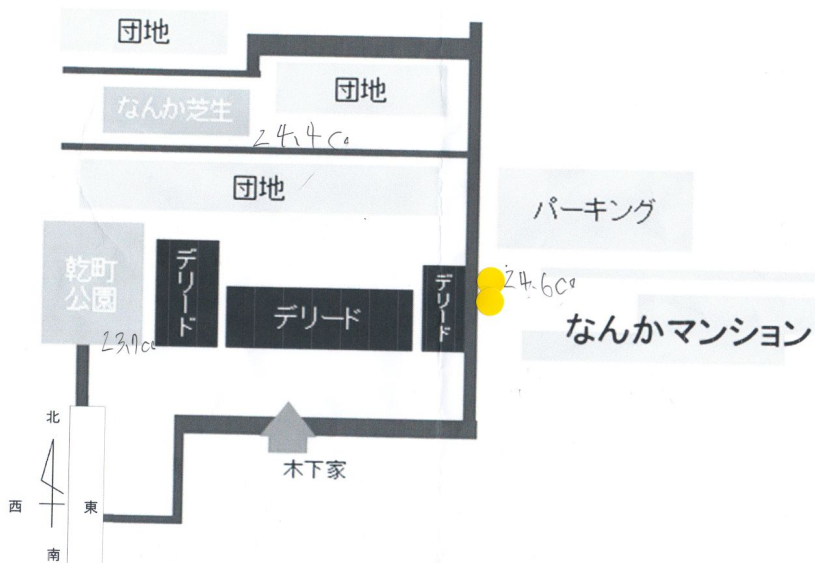 団地
団地
なんか芝生
24.4c°
団地
パーキング
乾町
公園
デリード
デリード
デリード
24.6c°
なんかマンション
23.7c°
北
木下家
西
東
南